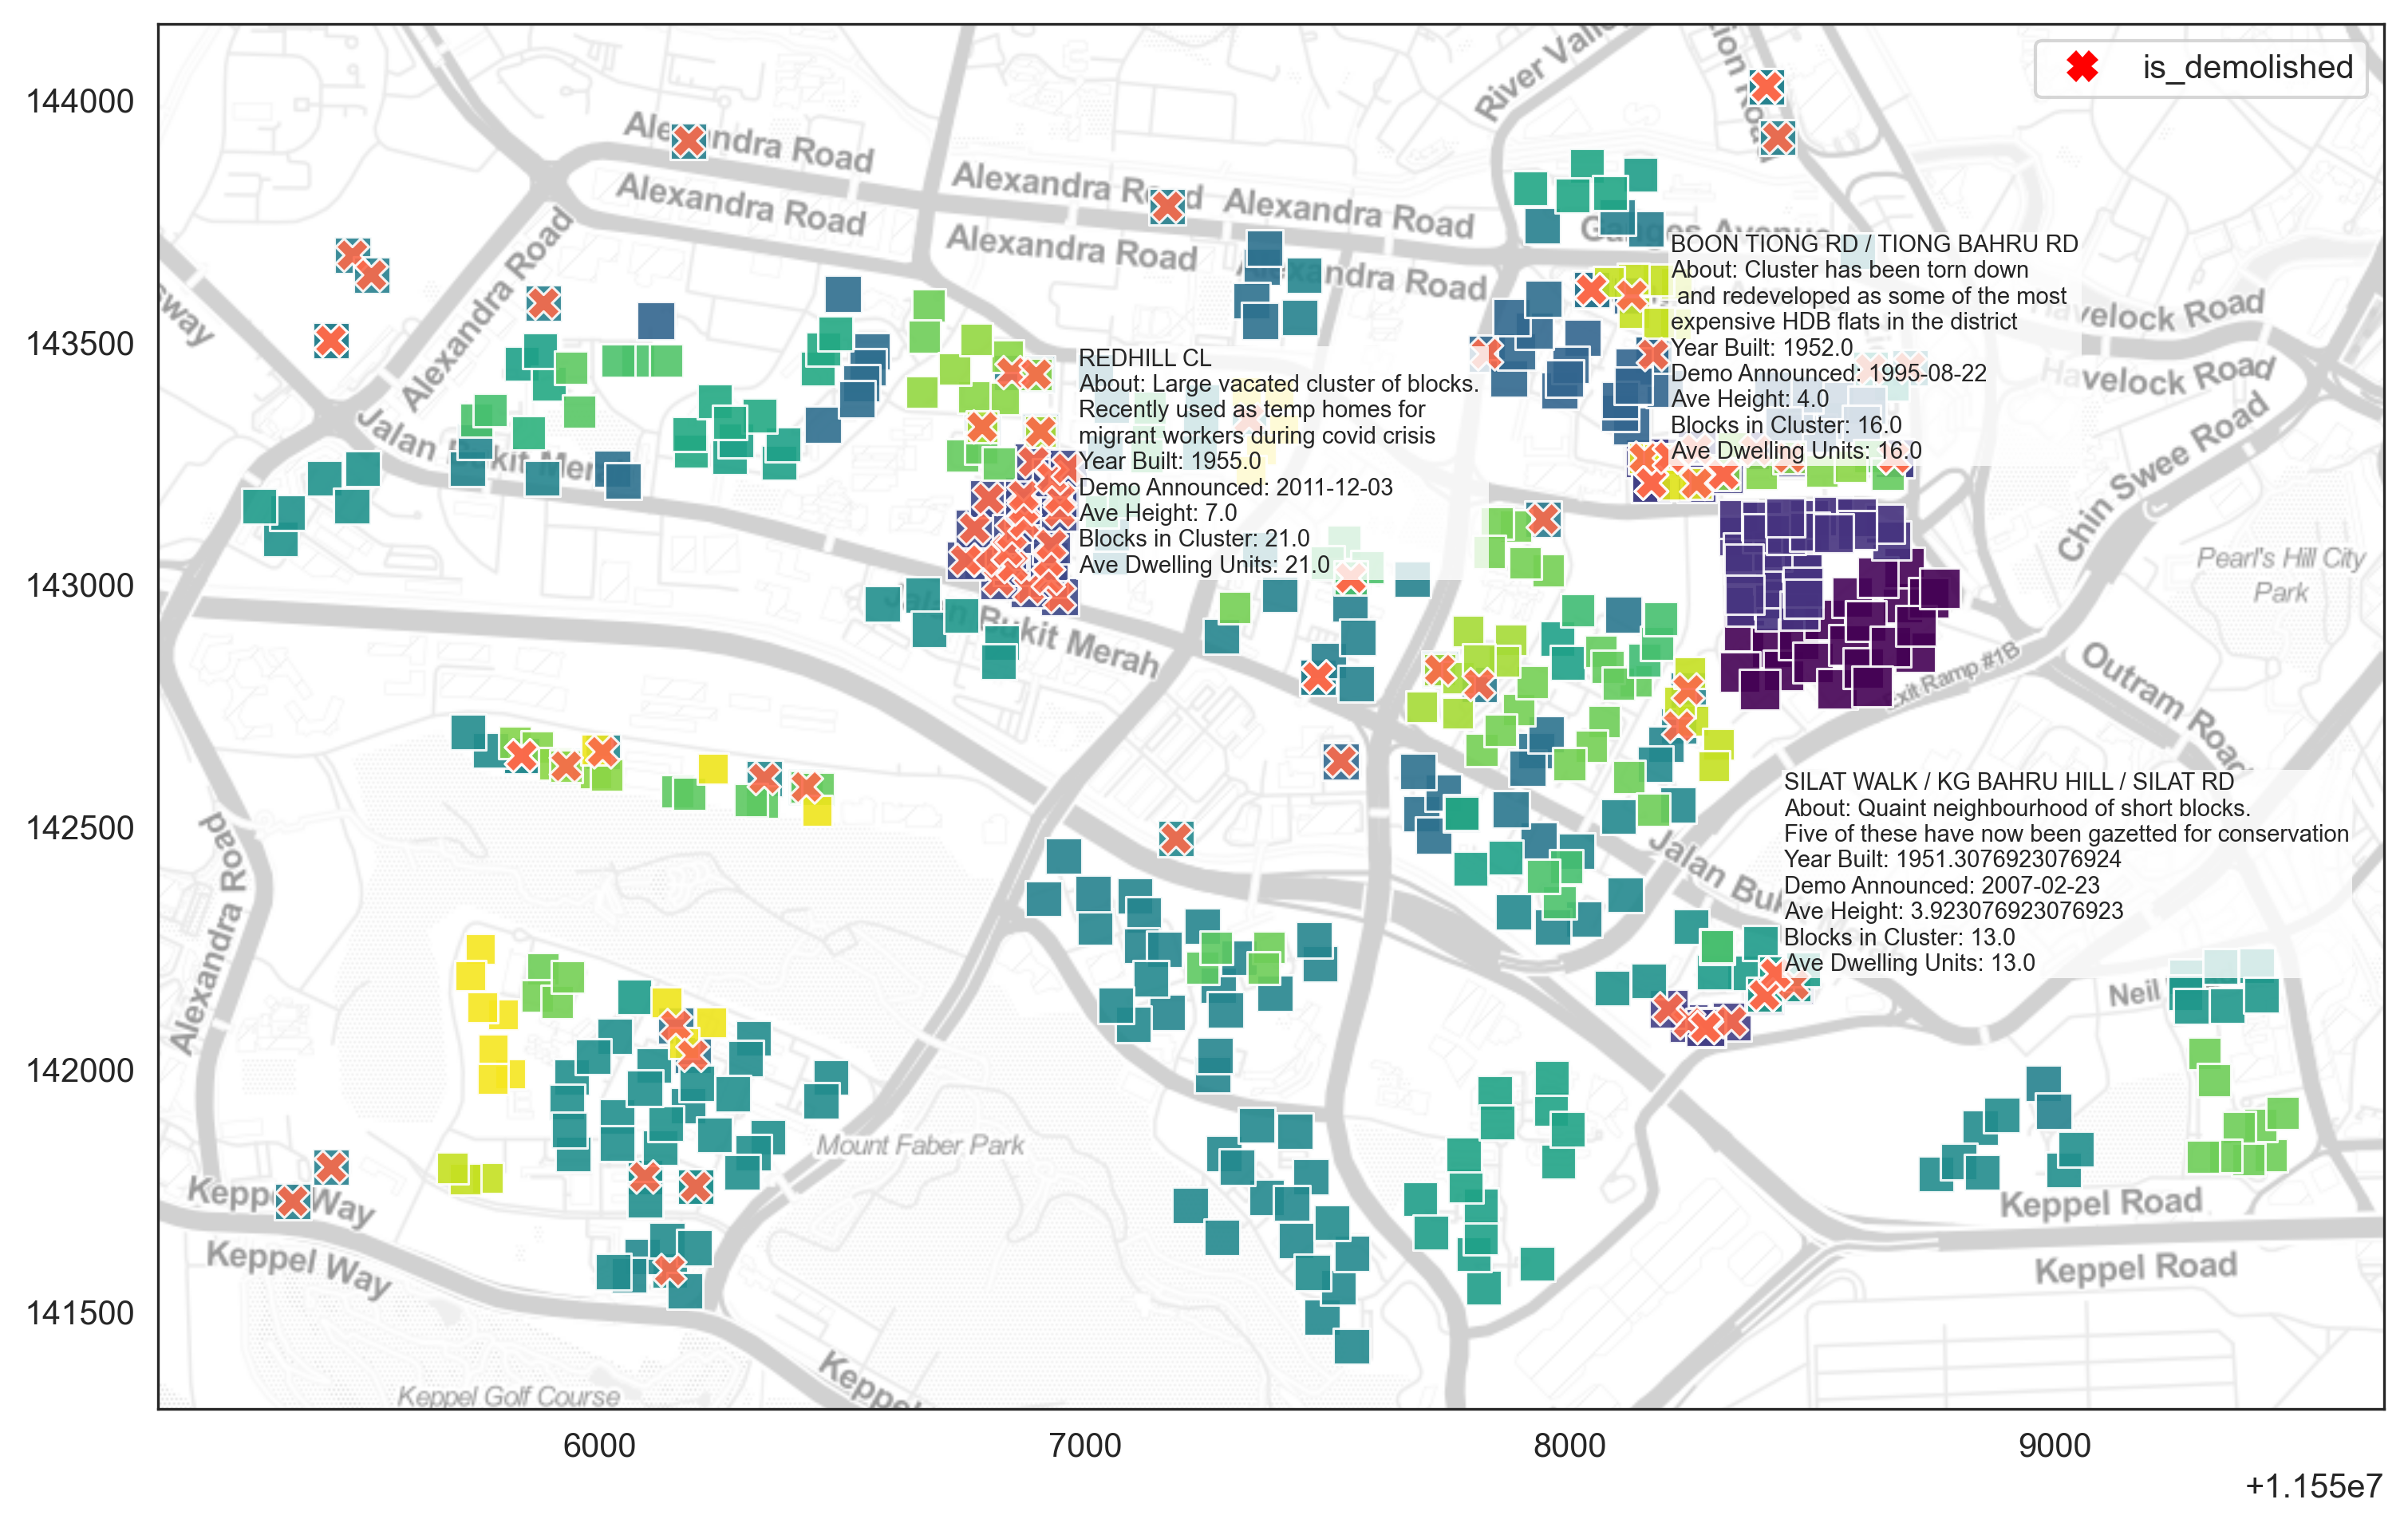 is_demolished
144000
143500
143000
142500
142000
141500
6000
7000
8000
9000
+1.155e7
River Valle
Alexandra Road
Alexandra Road
Alexandra Road
Alexandra Road
Alexandra Road
Alexandra Road
Alexandra Road
Ganges Avenue
BOON TIONG RD / TIONG BAHRU RD
About: Cluster has been torn down
and redeveloped as some of the most
expensive HDB flats in the district
Year Built: 1952.0
Demo Announced: 1995-08-22
Ave Height: 4.0
Blocks in Cluster: 16.0
Ave Dwelling Units: 16.0
Havelock Road
Havelock Road
sway
REDHILL CL
About: Large vacated cluster of blocks.
Recently used as temp homes for
migrant workers during covid crisis
Year Built: 1955.0
Demo Announced: 2011-12-03
Ave Height: 7.0
Blocks in Cluster: 21.0
Ave Dwelling Units: 21.0
Jalan Bukit Mer
Chin Swee Road
Pearl's Hill City
Park
Jalan Bukit Merah
Exit Ramp #1B
Outram Road
SILAT WALK / KG BAHRU HILL / SILAT RD
About: Quaint neighbourhood of short blocks.
Five of these have now been gazetted for conservation
Year Built: 1951.3076923076924
Demo Announced: 2007-02-23
Ave Height: 3.923076923076923
Blocks in Cluster: 13.0
Ave Dwelling Units: 13.0
Jalan Bu
Alexandra Road
Neil
Mount Faber Park
Keppel Way
Keppel Way
Keppel Road
Keppel Road
Keppel Golf Course
Keppel